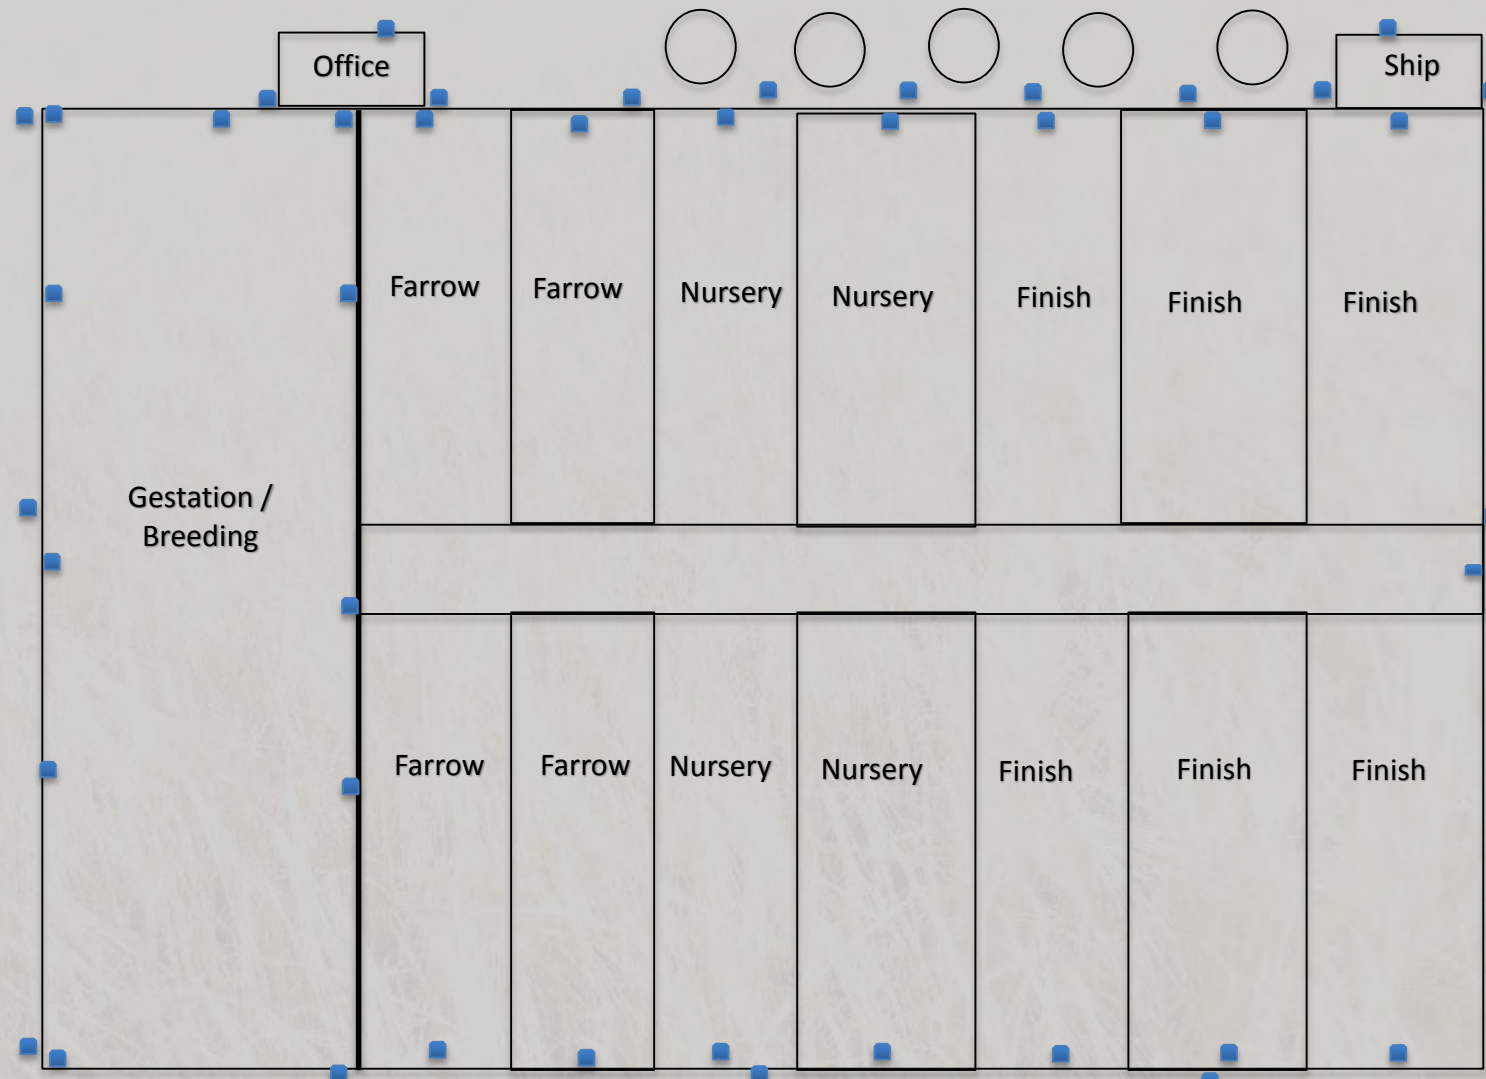 Office
Ship
Farrow
Farrow
Nursery
Nursery
Finish
Finish
Finish
Gestation /
Breeding
Farrow
Farrow
Nursery
Nursery
Finish
Finish
Finish